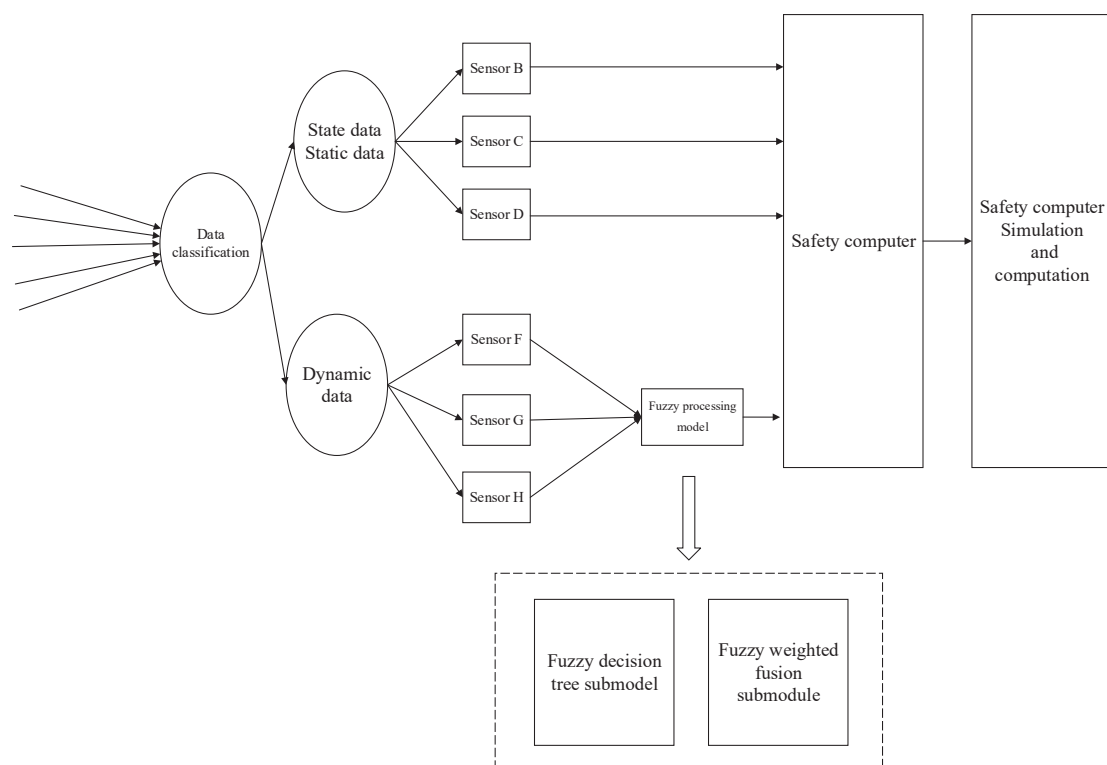 Data
classification
State data
Static data
Dynamic
data
Sensor B
Sensor C
Sensor D
Sensor F
Sensor G
Sensor H
Fuzzy processing
model
Safety computer
Safety computer
Simulation
and
computation
Fuzzy decision
tree submodel
Fuzzy weighted
fusion
submodule